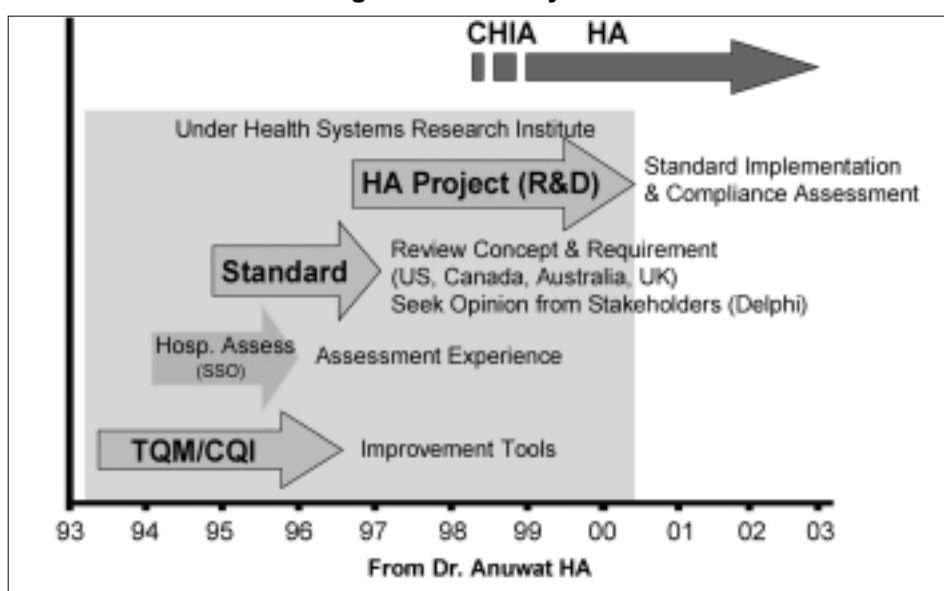 CHIA HA
Under Health Systems Research Institute
HA Project (R&D)
Standard Implementation
& Compliance Assessment
Standard
Review Concept & Requirement
(US, Canada, Australia, UK)
Seek Opinion from Stakeholders (Delphi)
Hosp. Assess
(SSO)
Assessment Experience
TQM/CQI
Improvement Tools
93 94 95 96 97 98 99 00 01 02 03
From Dr. Anuwat HA